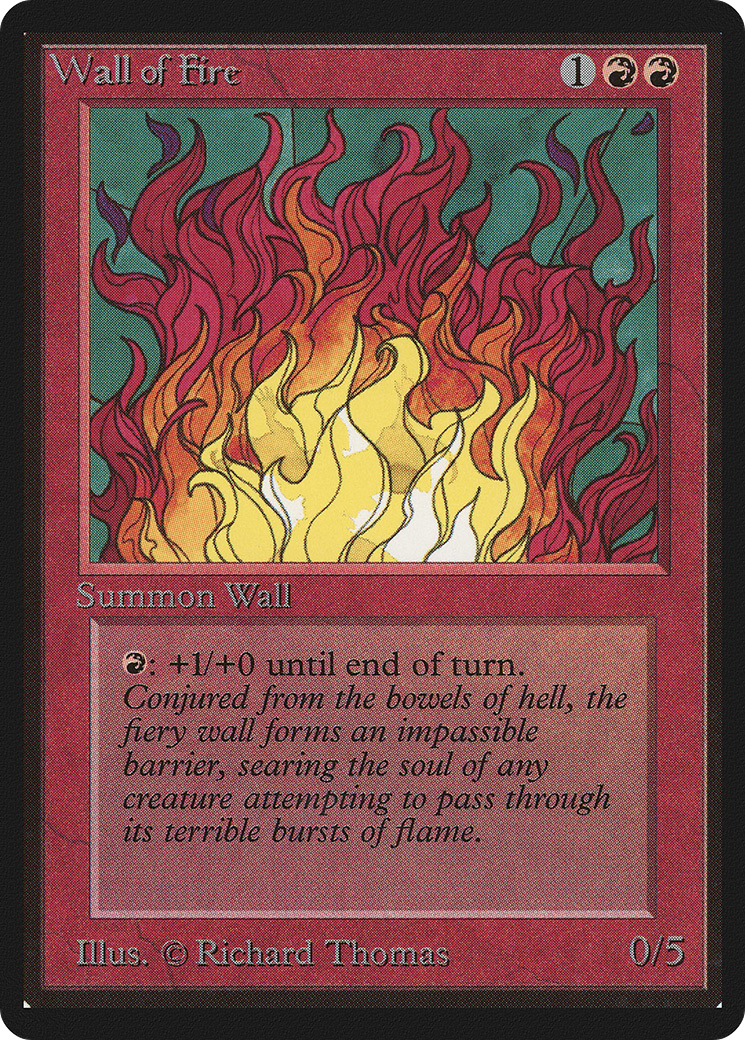 Wall of Fire
1
: +1/+0 until end of turn.
Summon Wall
Conjured from the bowels of hell, the
fiery wall forms an impassible
barrier, searing the soul of any
creature attempting to pass through
its terrible bursts of flame.
Illus. © Richard Thomas
0/5